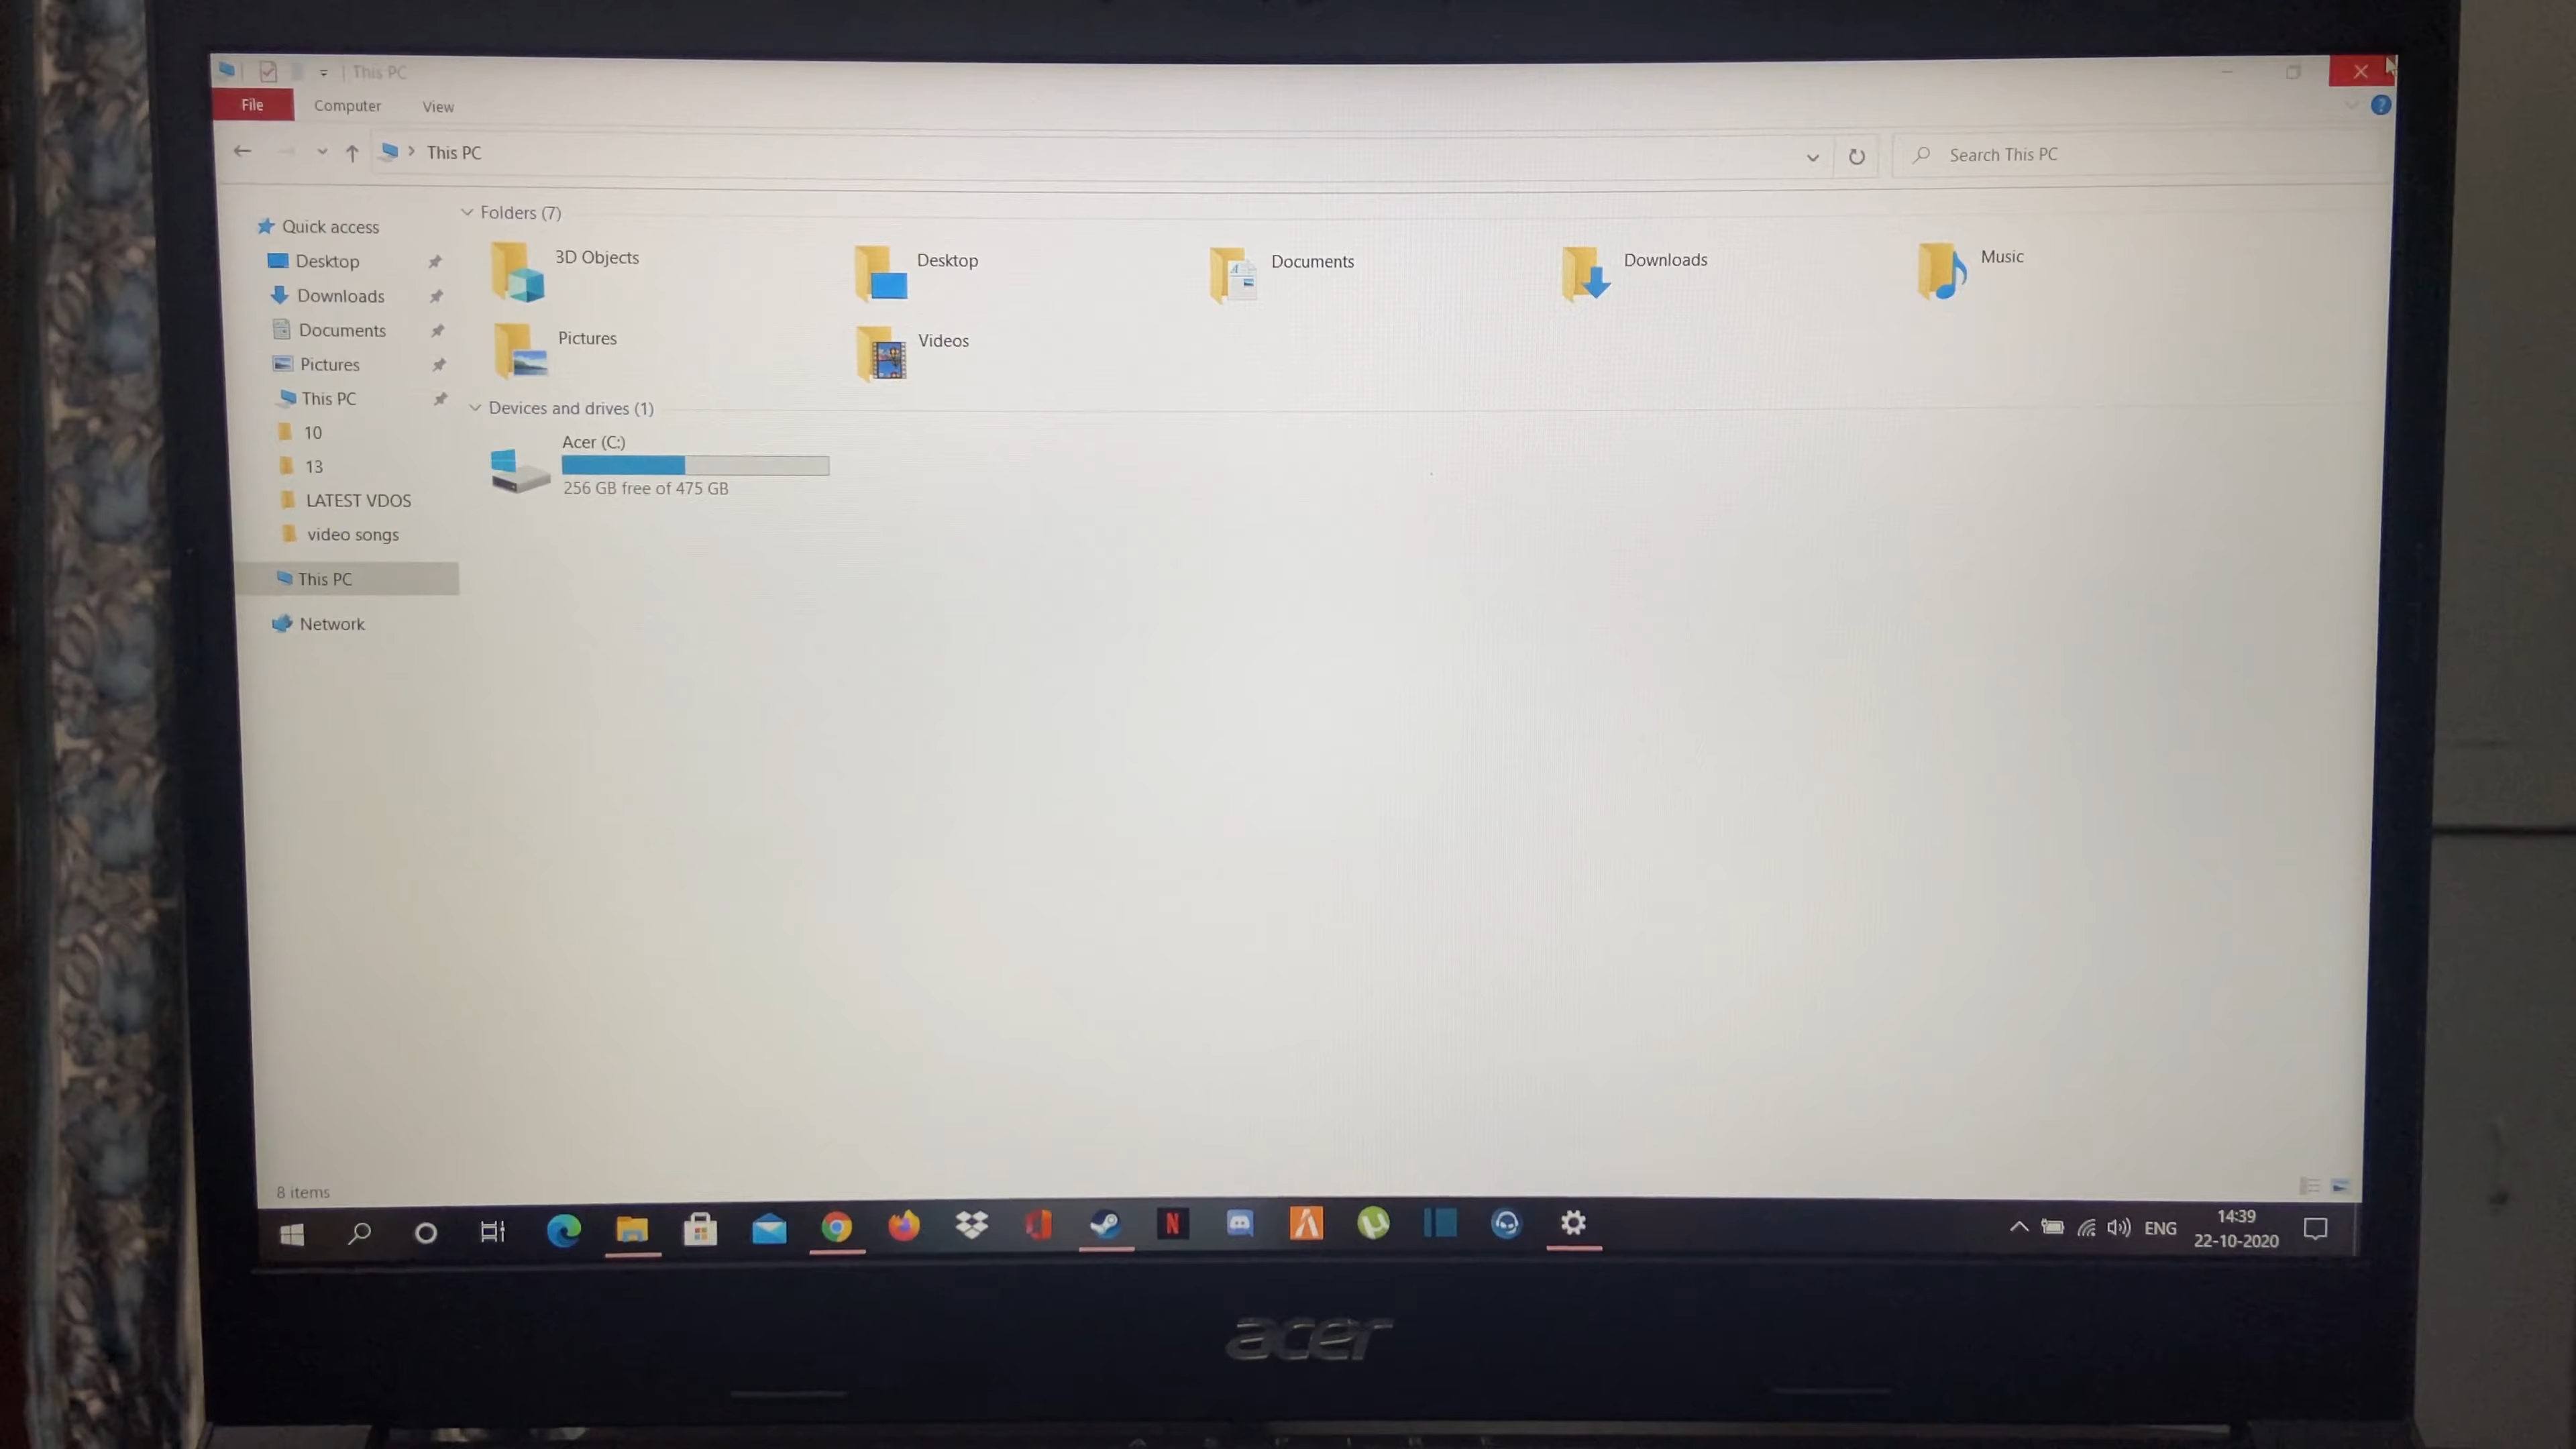 This PC
File Computer View
This PC Search This PC
Quick access
Desktop
Downloads
Documents
Pictures
This PC
10
13
LATEST VDOS
video songs
This PC
Network
Folders (7)
3D Objects Desktop Documents Downloads Music
Pictures Videos
Devices and drives (1)
Acer (C:)
256 GB free of 475 GB
8 items
ENG
14:39
22-10-2020
acer